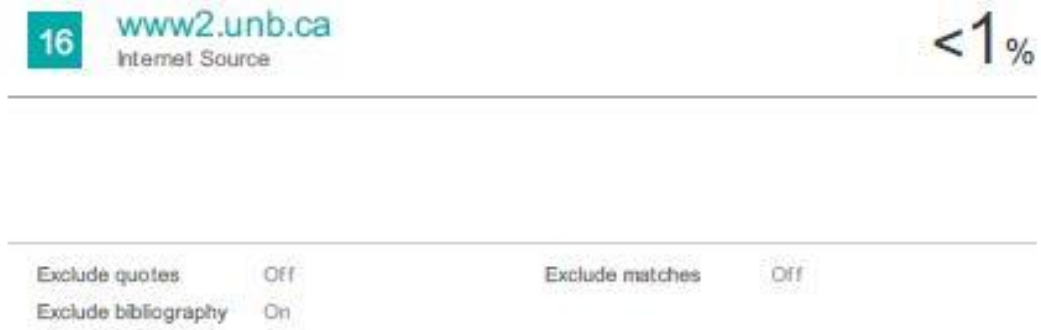 16 www2.unb.ca <1%
Internet Source
Exclude quotes Off Exclude matches Off
Exclude bibliography On